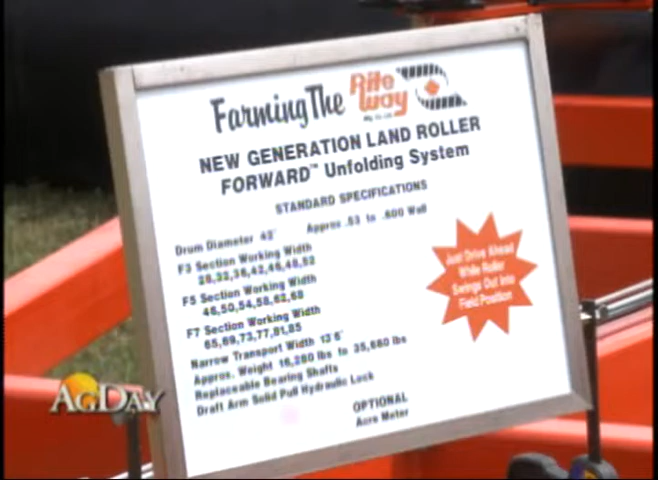 Farming The Rite Way
NEW GENERATION LAND ROLLER
FORWARD™ Unfolding System
STANDARD SPECIFICATIONS
Drum Diameter 42" Approx .53 to .600 Wall
F3 Section Working Width
28,32,36,42,46,48,52
F5 Section Working Width
46,50,54,58,62,68
F7 Section Working Width
65,69,73,77,81,85
Narrow Transport Width 13'6"
Approx. Weight 16,280 lbs to 35,680 lbs
Replaceable Bearing Shafts
Draft Arm Solid Pull Hydraulic Lock
OPTIONAL
Acre Meter
Just Drive Ahead
While Roller
Swings Out Into
Field Position
AGDAY